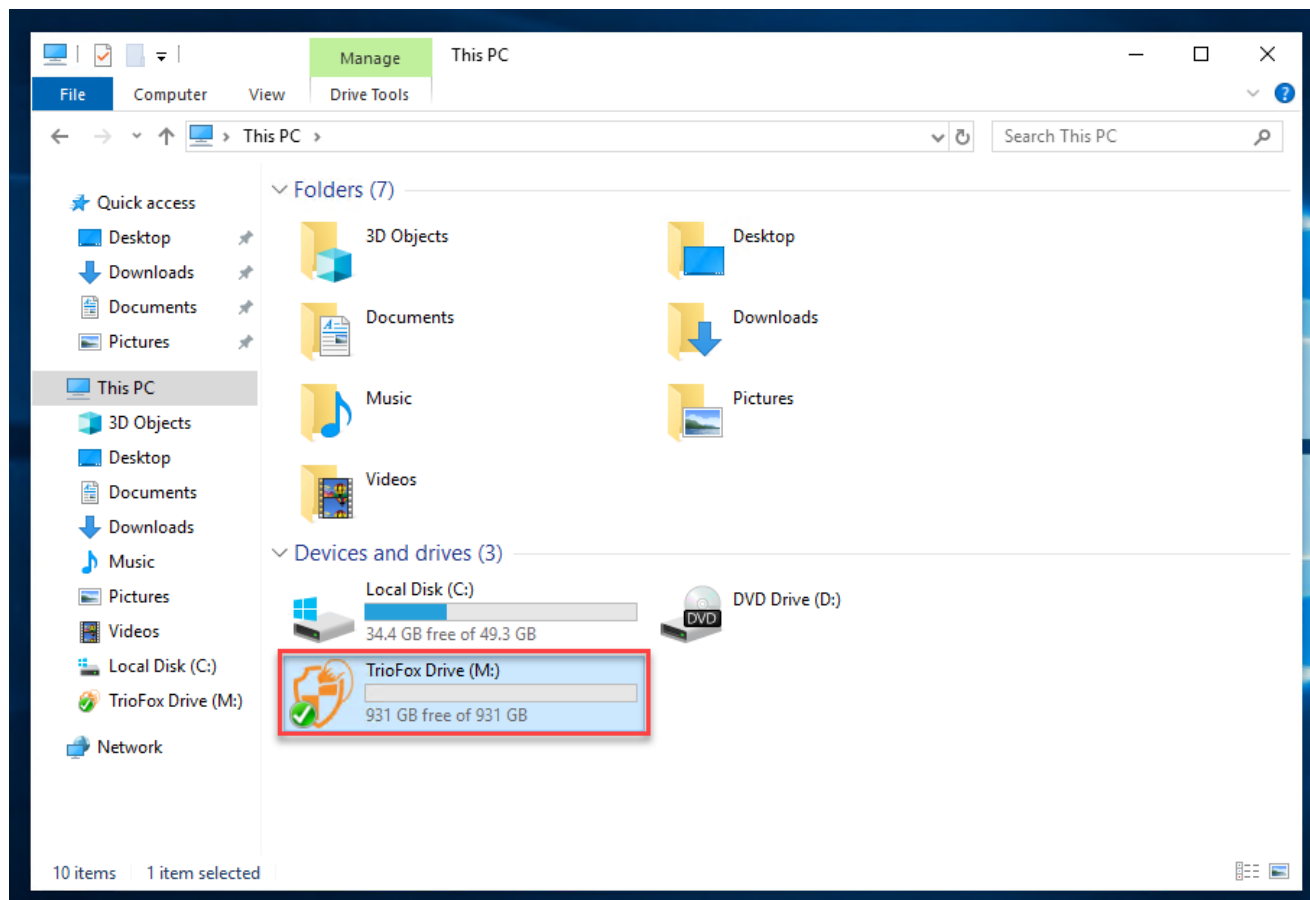 Manage This PC
File Computer View Drive Tools
This PC Search This PC
Quick access
Desktop
Downloads
Documents
Pictures
This PC
3D Objects
Desktop
Documents
Downloads
Music
Pictures
Videos
Local Disk (C:)
TrioFox Drive (M:)
Network
Folders (7)
3D Objects Desktop
Documents Downloads
Music Pictures
Videos
Devices and drives (3)
Local Disk (C:)
34.4 GB free of 49.3 GB
DVD
DVD Drive (D:)
TrioFox Drive (M:)
931 GB free of 931 GB
10 items 1 item selected